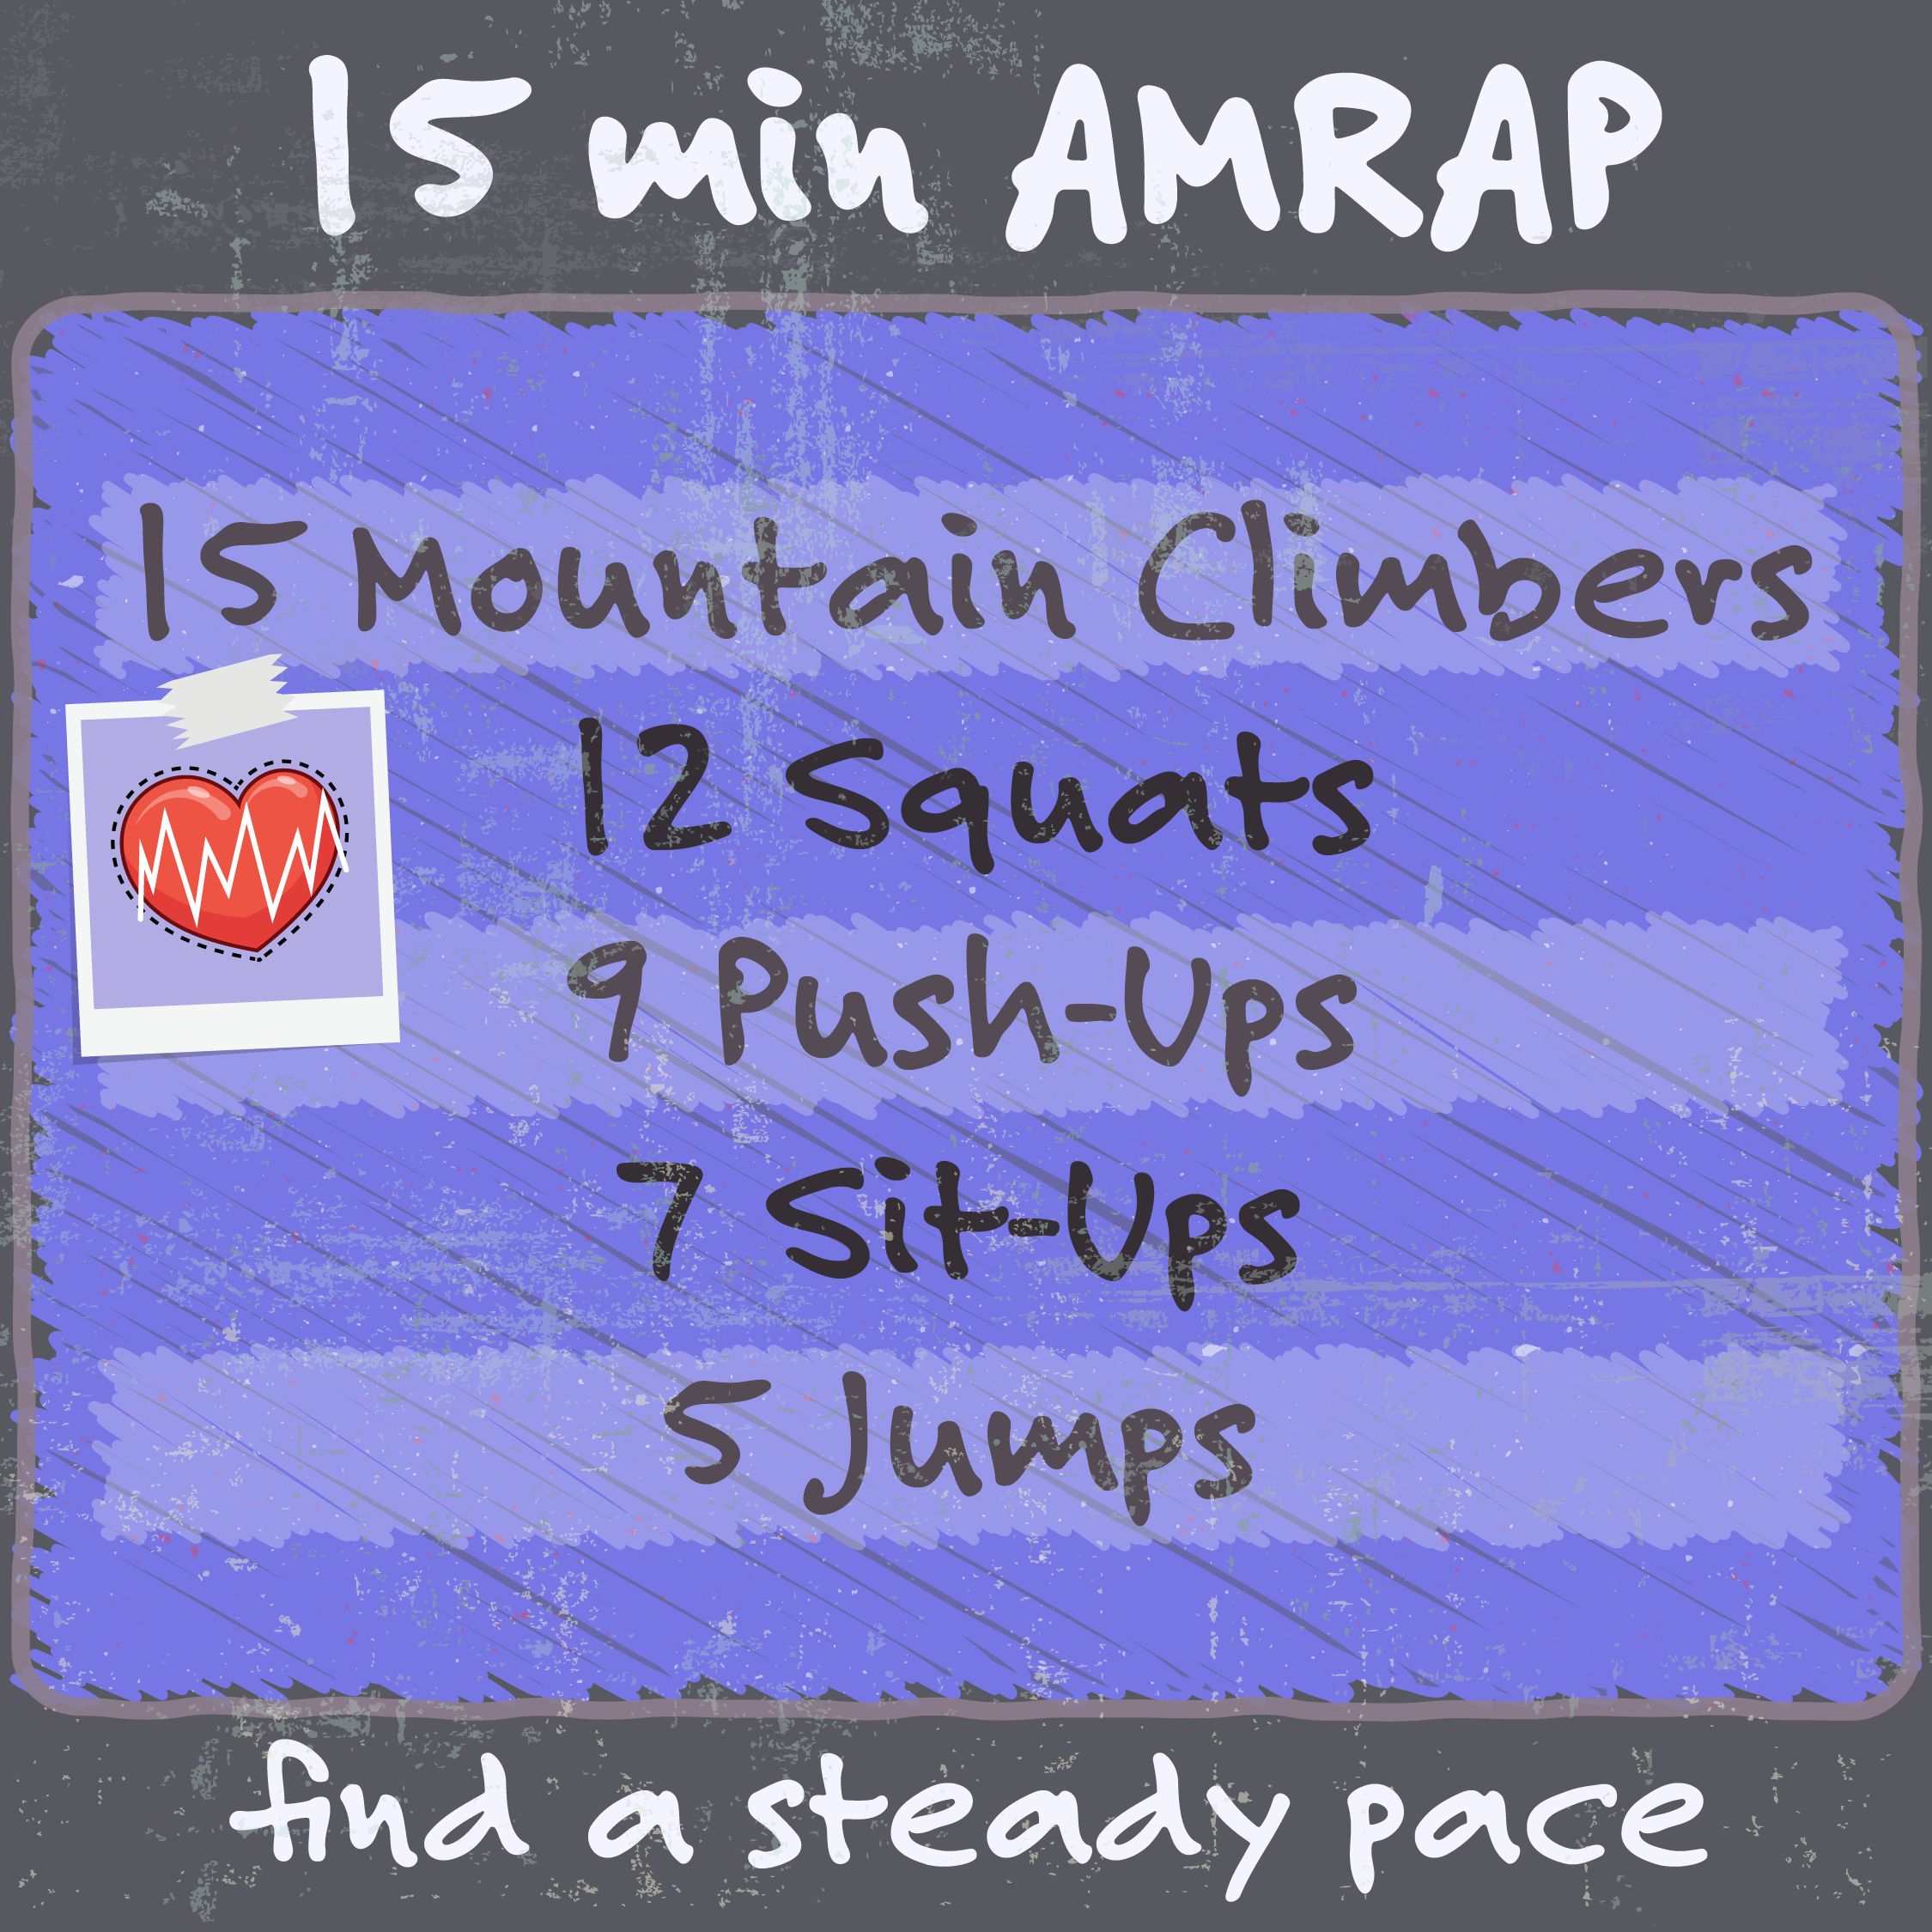 15 min AMRAP
15 Mountain Climbers
12 Squats
9 Push-Ups
7 Sit-Ups
5 Jumps
find a steady pace